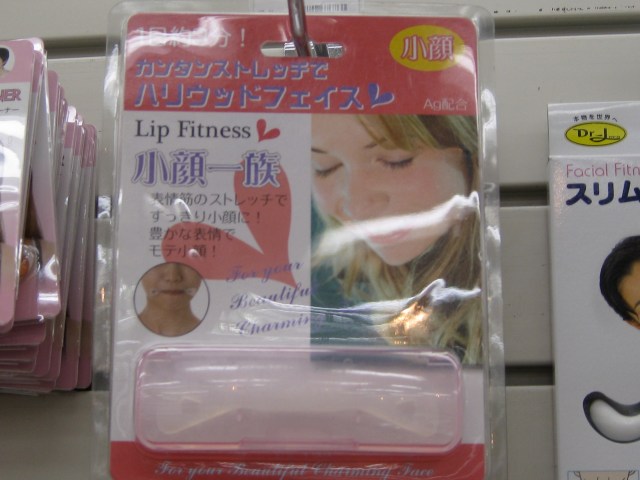 小顔
カンタンストレッチで
ハリウッドフェイス
Ag配合
Lip Fitness
小顔一族
表情筋のストレッチで
すっきり小顔に！
豊かな表情で
モテ小顔！
For your
Beautiful
Charming
For your Beautiful Charming Face
Dr.
Facial Fitn
スリム